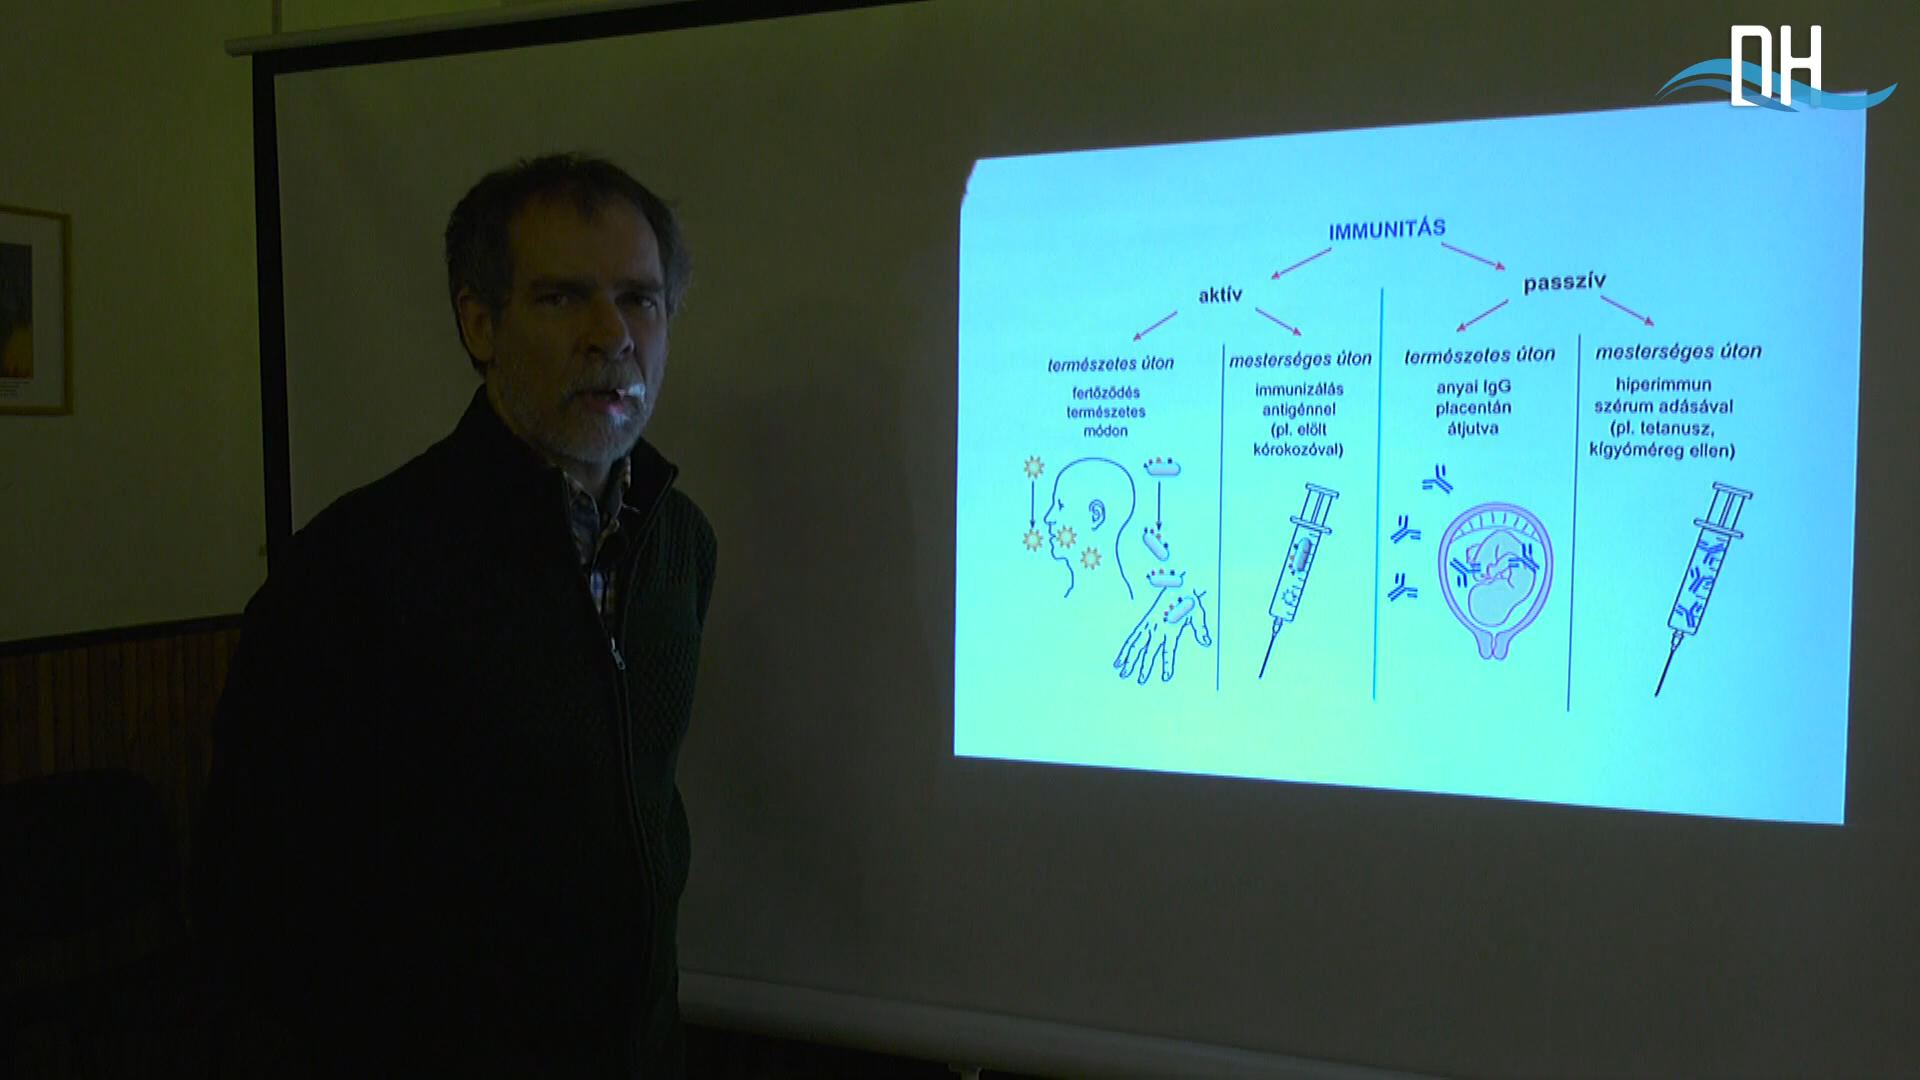 DH
IMMUNITÁS
aktív
passzív
természetes úton
fertőződés
természetes
módon
mesterséges úton
immunizálás
antigénnel
(pl. elölt
kórokozóval)
természetes úton
anyai IgG
placentán
átjutva
mesterséges úton
hiperimmun
szérum adásával
(pl. tetanusz,
kígyóméreg ellen)